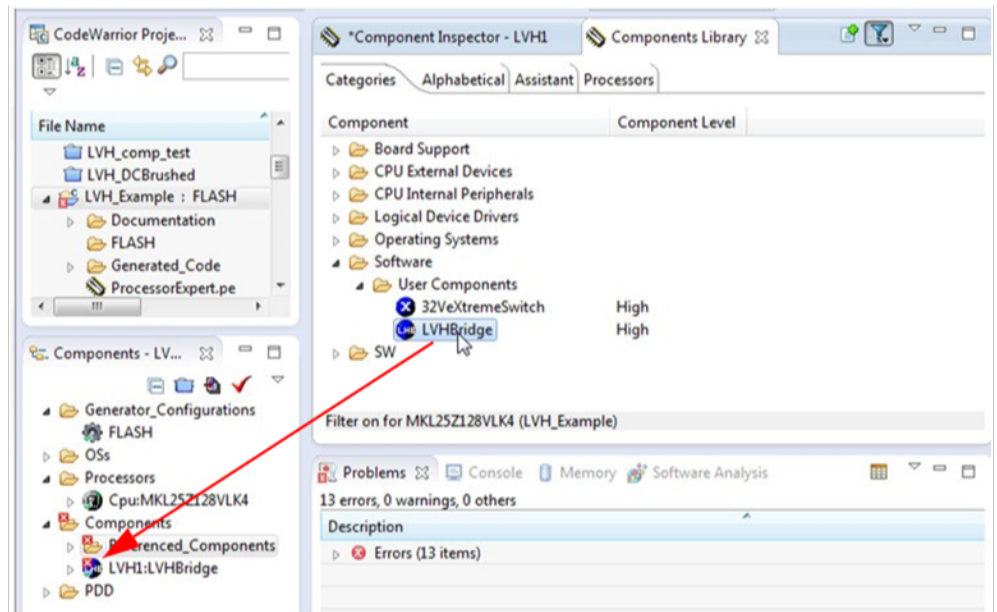 CodeWarrior Proje...
File Name
LVH_comp_test
LVH_DCBrushed
LVH_Example : FLASH
Documentation
FLASH
Generated_Code
ProcessorExpert.pe
Components - LV...
Generator_Configurations
FLASH
OSs
Processors
Cpu:MKL25Z128VLK4
Components
Referenced_Components
LVH1:LVHBridge
PDD
*Component Inspector - LVH1 Components Library
Categories Alphabetical Assistant Processors
Component Component Level
Board Support
CPU External Devices
CPU Internal Peripherals
Logical Device Drivers
Operating Systems
Software
User Components
32VeXtremeSwitch High
LVHBridge High
SW
Filter on for MKL25Z128VLK4 (LVH_Example)
Problems Console Memory Software Analysis
13 errors, 0 warnings, 0 others
Description
Errors (13 items)